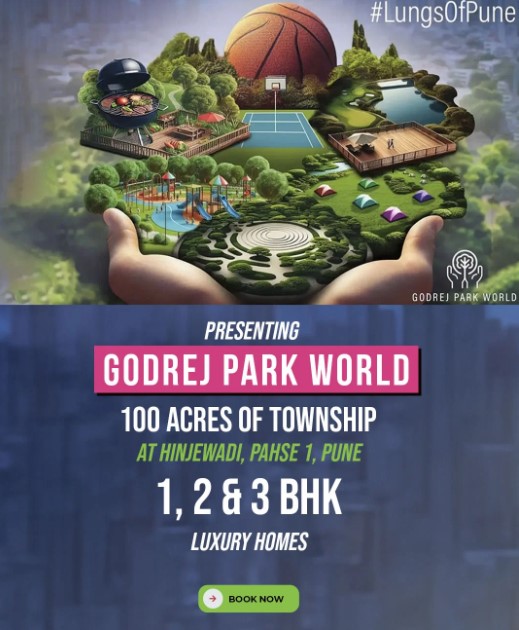 #LungsOfPune
GODREJ PARK WORLD
PRESENTING
GODREJ PARK WORLD
100 ACRES OF TOWNSHIP
AT HINJEWADI, PAHSE 1, PUNE
1, 2 & 3 BHK
LUXURY HOMES
BOOK NOW